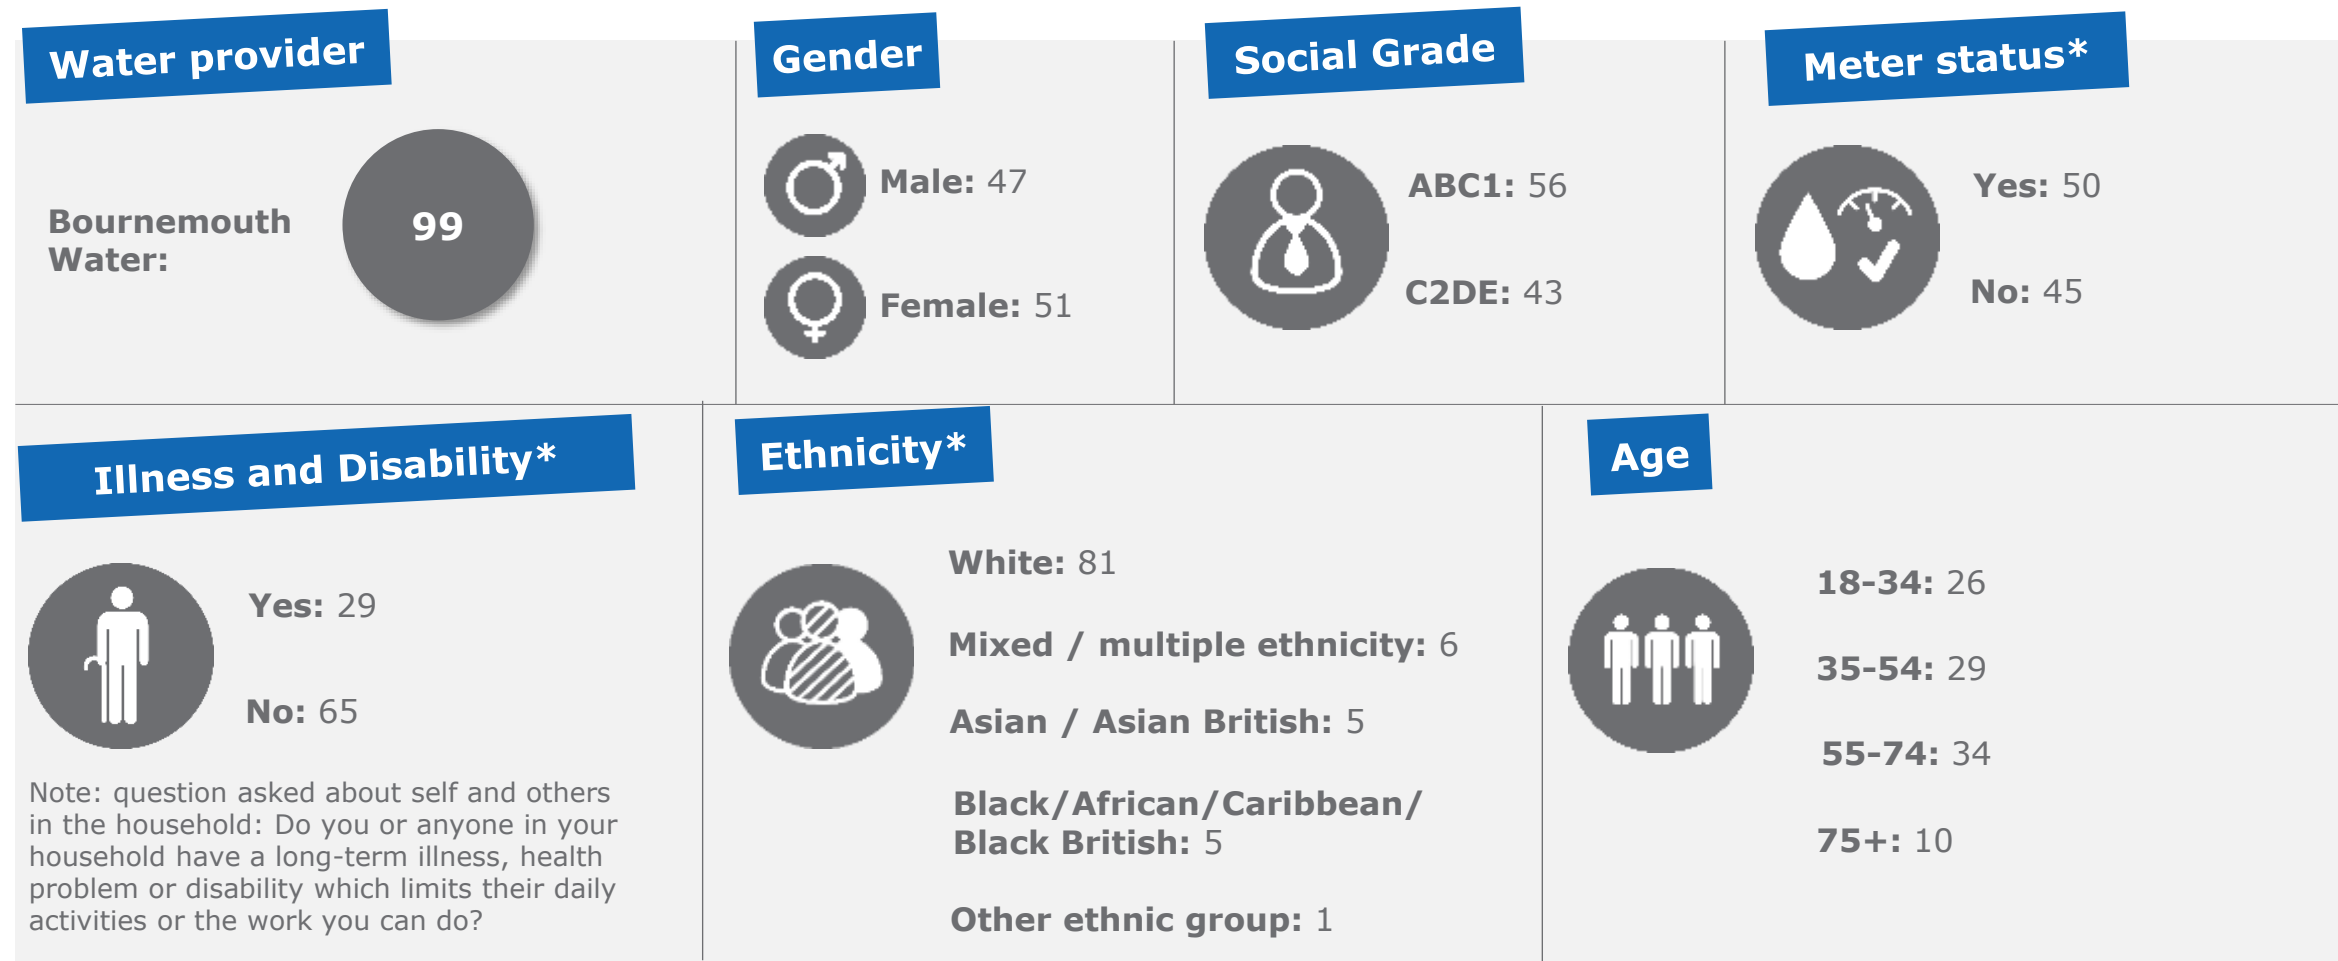 Water provider
Bournemouth
Water:
99
Gender
Male: 47
Female: 51
Social Grade
ABC1: 56
C2DE: 43
Meter status*
Yes: 50
No: 45
Illness and Disability*
Yes: 29
No: 65
Note: question asked about self and others
in the household: Do you or anyone in your
household have a long-term illness, health
problem or disability which limits their daily
activities or the work you can do?
Ethnicity*
White: 81
Mixed / multiple ethnicity: 6
Asian / Asian British: 5
Black/African/Caribbean/
Black British: 5
Other ethnic group: 1
Age
18-34: 26
35-54: 29
55-74: 34
75+: 10